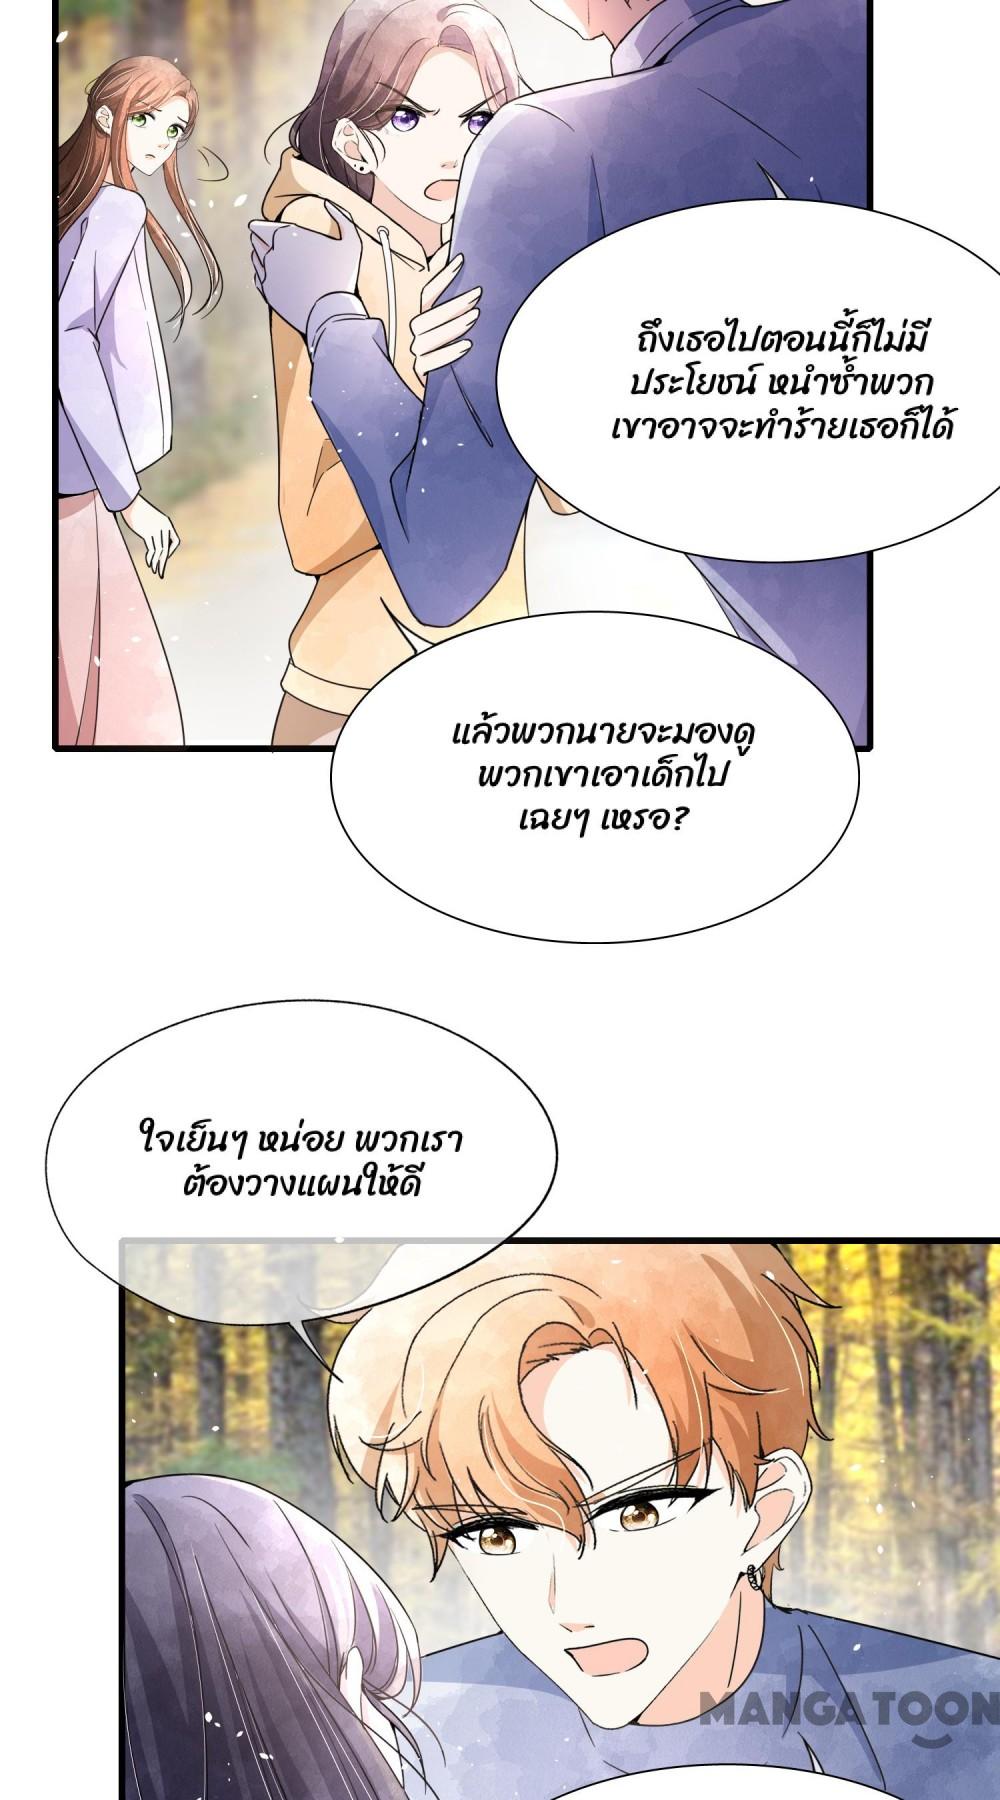 ถึงเธอไปตอนนี้ก็ไม่มี
ประโยชน์ หนำซ้ำพวก
เขาอาจจะทำร้ายเธอก็ได้
แล้วพวกนายจะมองดู
พวกเขาเอาเด็กไป
เฉยๆ เหรอ?
ใจเย็นๆ หน่อย พวกเรา
ต้องวางแผนให้ดี
MANGATOON